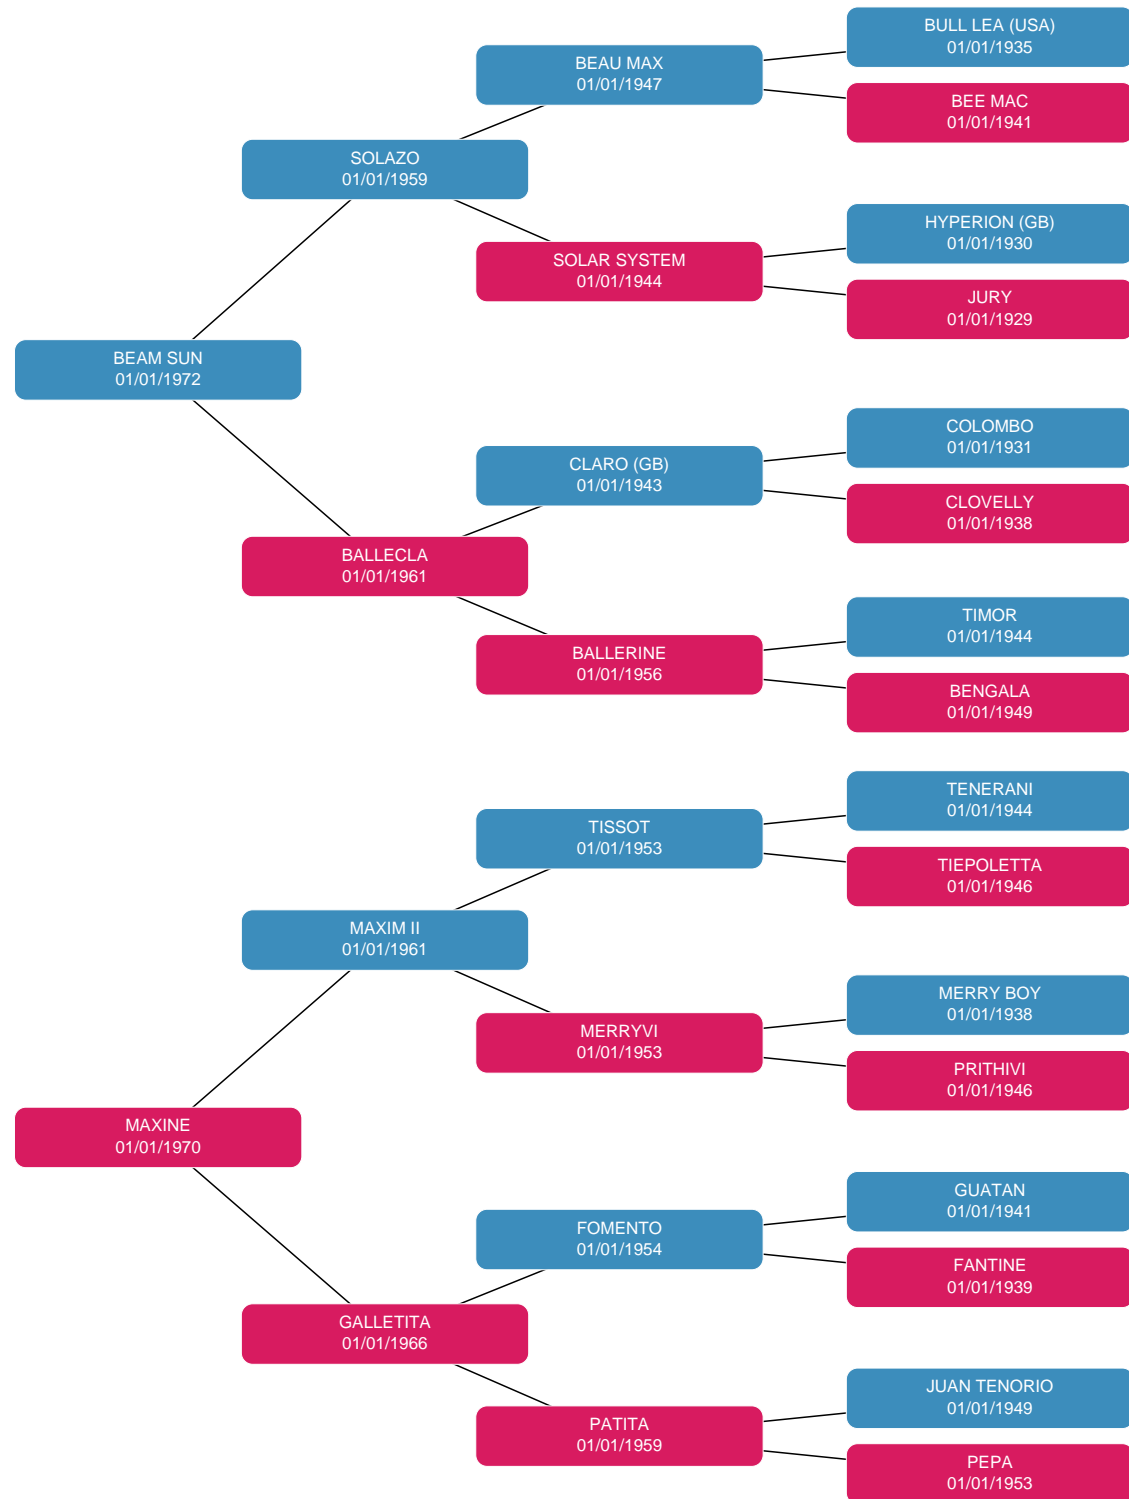 BULL LEA (USA)
01/01/1935
BEAU MAX
01/01/1947
BEE MAC
01/01/1941
SOLAZO
01/01/1959
HYPERION (GB)
01/01/1930
SOLAR SYSTEM
01/01/1944
JURY
01/01/1929
BEAM SUN
01/01/1972
COLOMBO
01/01/1931
CLARO (GB)
01/01/1943
CLOVELLY
01/01/1938
BALLECLA
01/01/1961
TIMOR
01/01/1944
BALLERINE
01/01/1956
BENGALA
01/01/1949
TENERANI
01/01/1944
TISSOT
01/01/1953
TIEPOLETTA
01/01/1946
MAXIM II
01/01/1961
MERRY BOY
01/01/1938
MERRYVI
01/01/1953
PRITHIVI
01/01/1946
MAXINE
01/01/1970
GUATAN
01/01/1941
FOMENTO
01/01/1954
FANTINE
01/01/1939
GALLETITA
01/01/1966
JUAN TENORIO
01/01/1949
PATITA
01/01/1959
PEPA
01/01/1953